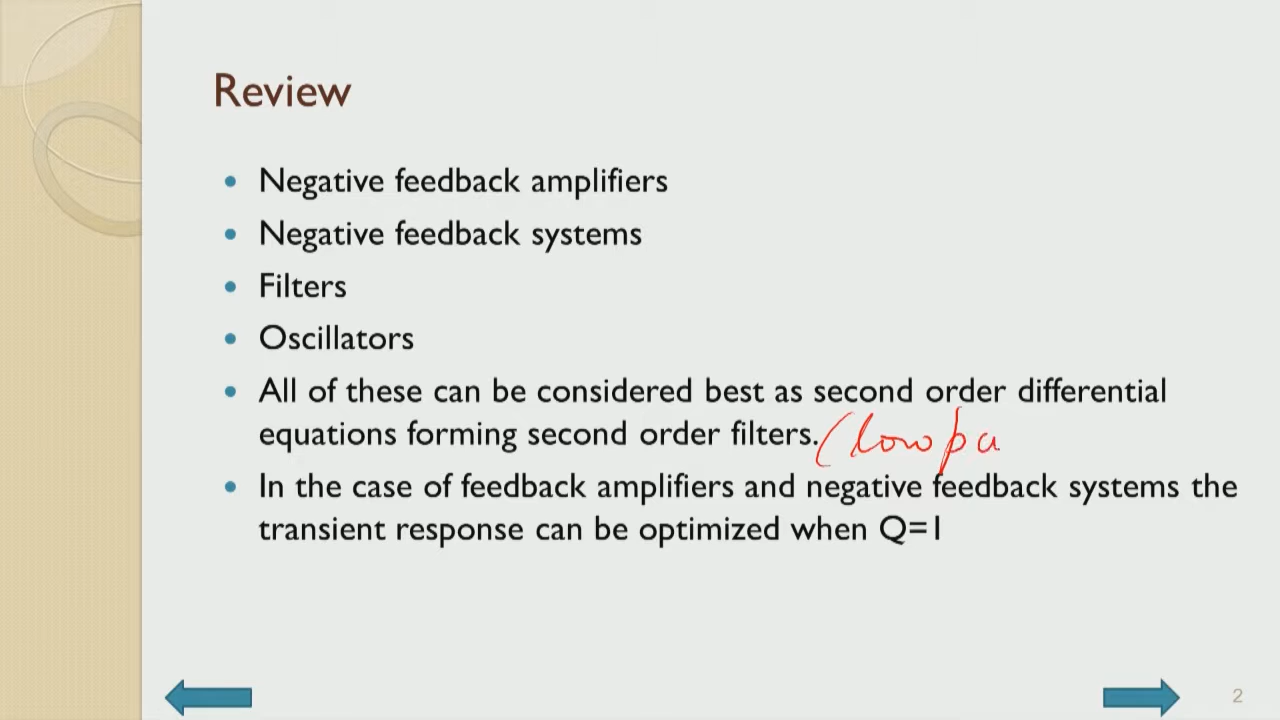 Review
Negative feedback amplifiers
Negative feedback systems
Filters
Oscillators
All of these can be considered best as second order differential
equations forming second order filters. (lowpa
In the case of feedback amplifiers and negative feedback systems the
transient response can be optimized when Q=1
2